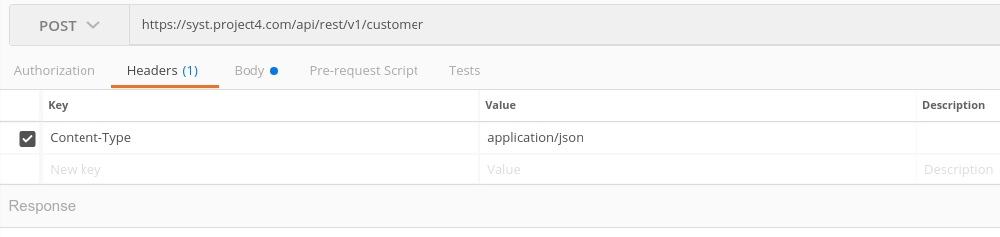 POST https://syst.project4.com/api/rest/v1/customer
Authorization Headers (1) Body Pre-request Script Tests
Key Value Description
Content-Type application/json
New key Value Description
Response